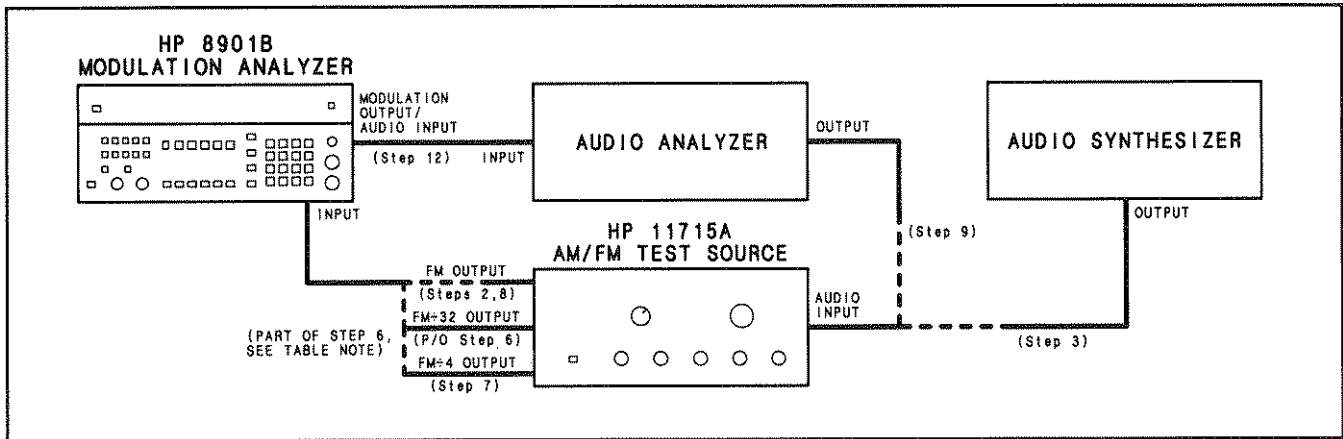 HP 8901B
MODULATION ANALYZER
MODULATION
OUTPUT/
AUDIO INPUT
(Step 12)
INPUT
AUDIO ANALYZER
OUTPUT
AUDIO SYNTHESIZER
INPUT
OUTPUT
HP 11715A
AM/FM TEST SOURCE
(Step 9)
FM OUTPUT
(Steps 2,8)
AUDIO
INPUT
FM÷32 OUTPUT
(PART OF STEP 6,
SEE TABLE NOTE)
(P/O Step 6)
(Step 3)
FM÷4 OUTPUT
(Step 7)